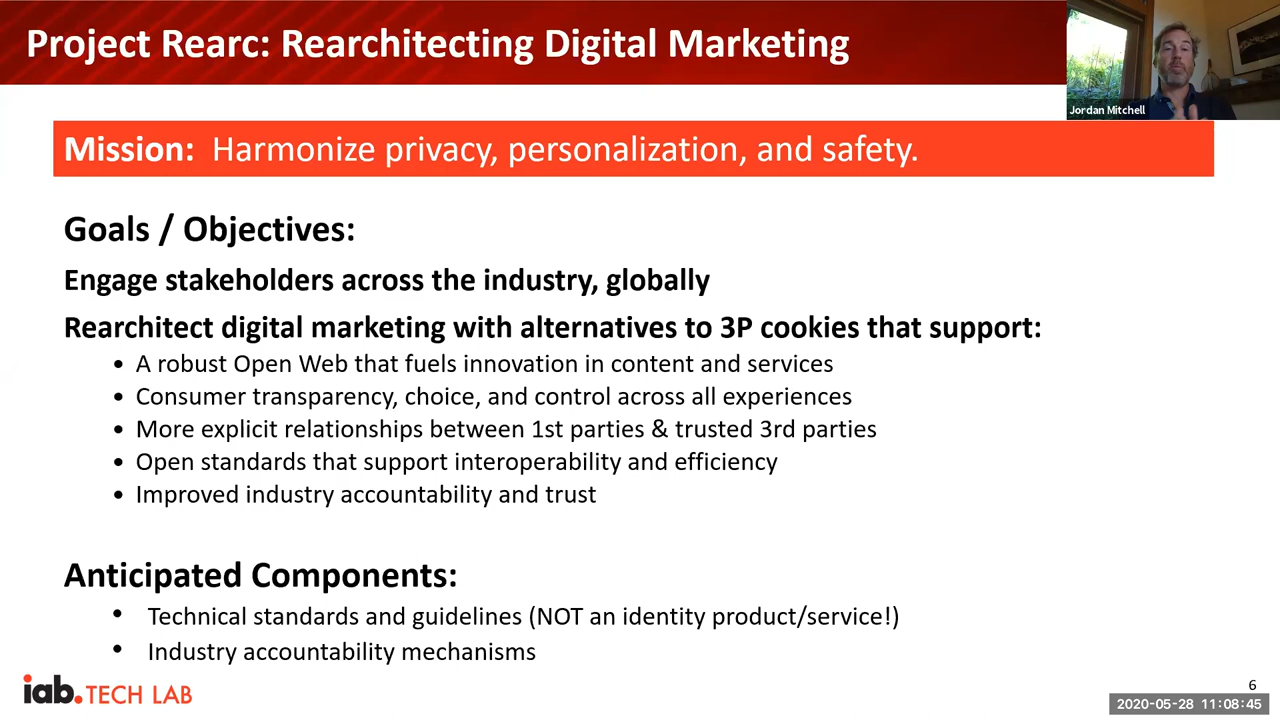 Project Rearc: Rearchitecting Digital Marketing
Jordan Mitchell
Mission: Harmonize privacy, personalization, and safety.
Goals / Objectives:
Engage stakeholders across the industry, globally
Rearchitect digital marketing with alternatives to 3P cookies that support:
• A robust Open Web that fuels innovation in content and services
• Consumer transparency, choice, and control across all experiences
• More explicit relationships between 1st parties & trusted 3rd parties
• Open standards that support interoperability and efficiency
• Improved industry accountability and trust
Anticipated Components:
• Technical standards and guidelines (NOT an identity product/service!)
• Industry accountability mechanisms
iab.TECH LAB
6
2020-05-28 11:08:45